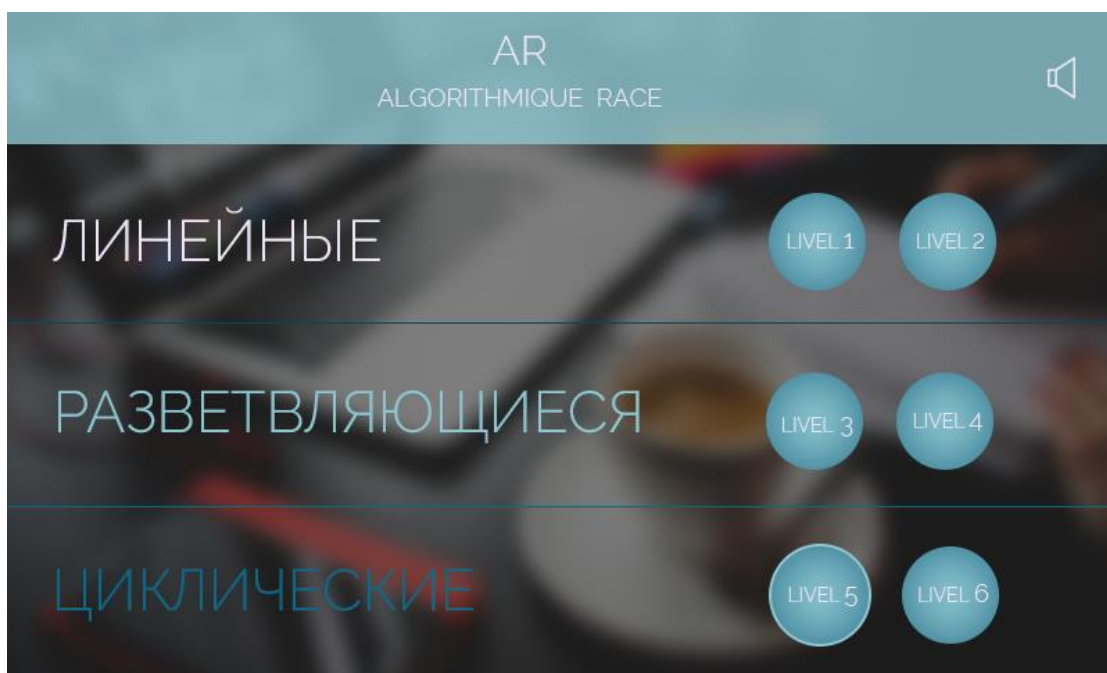 AR
ALGORITHMIQUE RACE
ЛИНЕЙНЫЕ
LIVEL 1
LIVEL 2
РАЗВЕТВЛЯЮЩИЕСЯ
LIVEL 3
LIVEL 4
ЦИКЛИЧЕСКИЕ
LIVEL 5
LIVEL 6